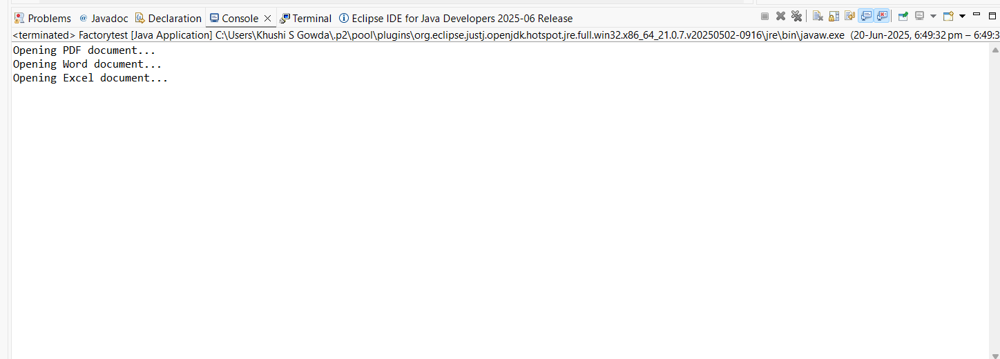 Problems @ Javadoc Declaration Console Terminal Eclipse IDE for Java Developers 2025-06 Release
<terminated> Factorytest [Java Application] C:\Users\Khushi S Gowda\.p2\pool\plugins\org.eclipse.justj.openjdk.hotspot.jre.full.win32.x86_64_21.0.7.v20250502-0916\jre\bin\javaw.exe (20-Jun-2025, 6:49:32 pm – 6:49:3
Opening PDF document...
Opening Word document...
Opening Excel document...